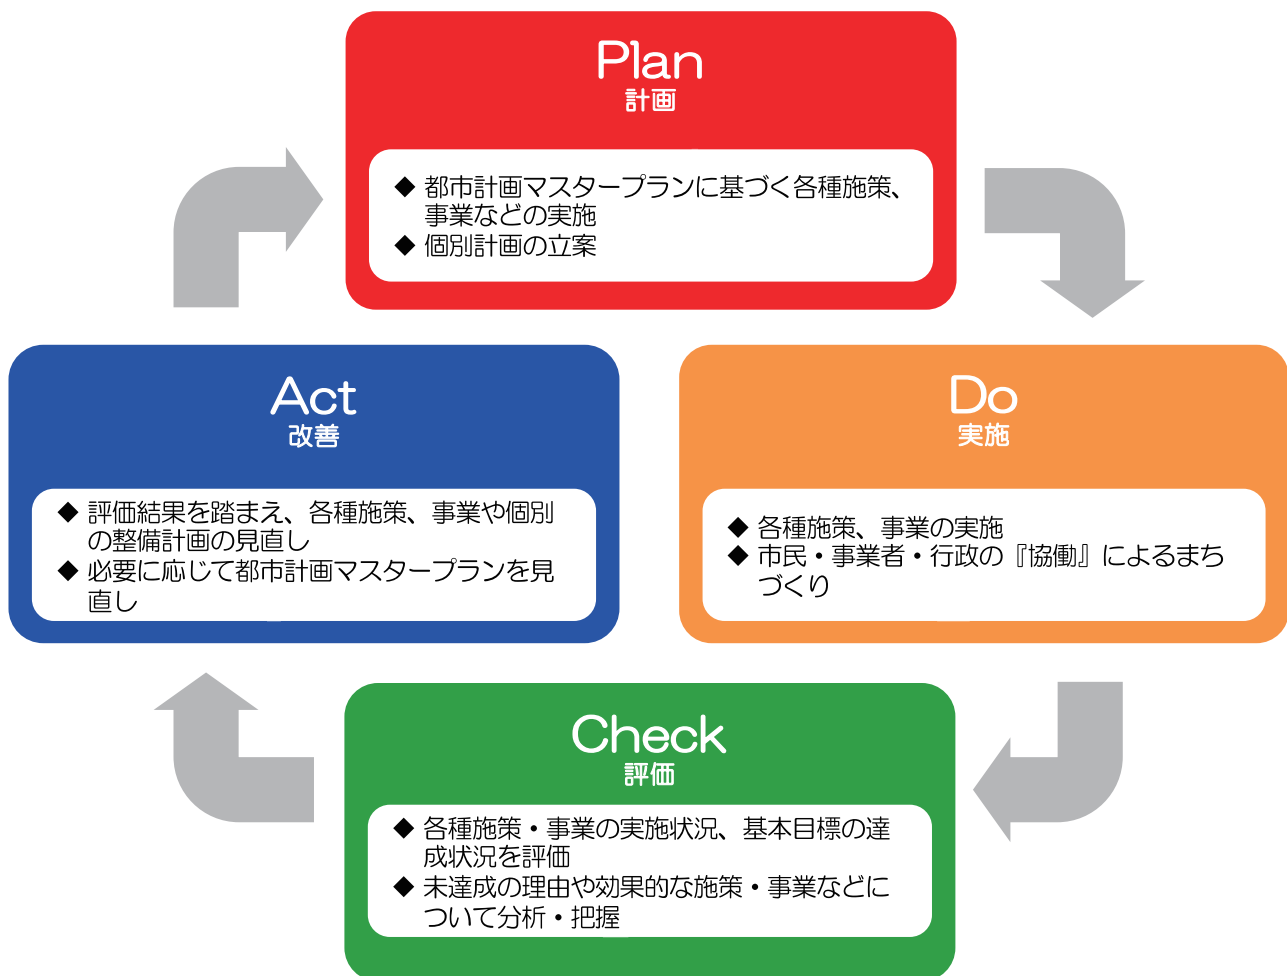 Plan
計画
◆ 都市計画マスタープランに基づく各種施策、
事業などの実施
◆ 個別計画の立案
Act
改善
◆ 評価結果を踏まえ、各種施策、事業や個別
の整備計画の見直し
◆ 必要に応じて都市計画マスタープランを見
直し
Do
実施
◆ 各種施策、事業の実施
◆ 市民・事業者・行政の『協働』によるまち
づくり
Check
評価
◆ 各種施策・事業の実施状況、基本目標の達
成状況を評価
◆ 未達成の理由や効果的な施策・事業などに
ついて分析・把握